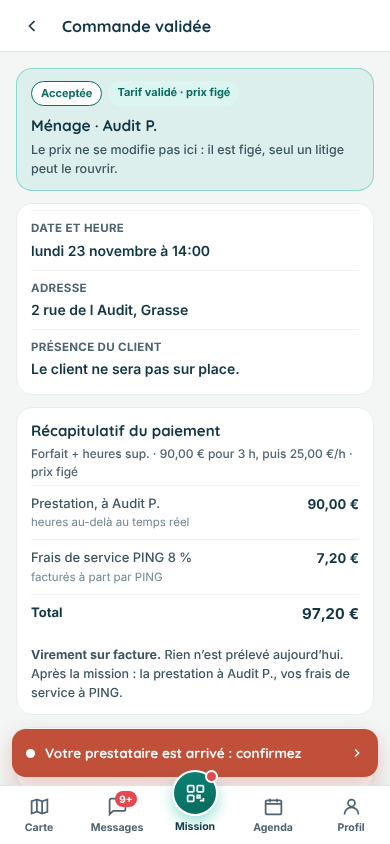 Commande validée
Acceptée
Tarif validé · prix figé
Ménage · Audit P.
Le prix ne se modifie pas ici : il est figé, seul un litige
peut le rouvrir.
DATE ET HEURE
lundi 23 novembre à 14:00
ADRESSE
2 rue de l Audit, Grasse
PRÉSENCE DU CLIENT
Le client ne sera pas sur place.
Récapitulatif du paiement
Forfait + heures sup. · 90,00 € pour 3 h, puis 25,00 €/h ·
prix figé
Prestation, à Audit P. 90,00 €
heures au-delà au temps réel
Frais de service PING 8 % 7,20 €
facturés à part par PING
Total 97,20 €
Virement sur facture. Rien n’est prélevé aujourd’hui.
Après la mission : la prestation à Audit P., vos frais de
service à PING.
Votre prestataire est arrivé : confirmez
9+
Carte Messages Mission Agenda Profil